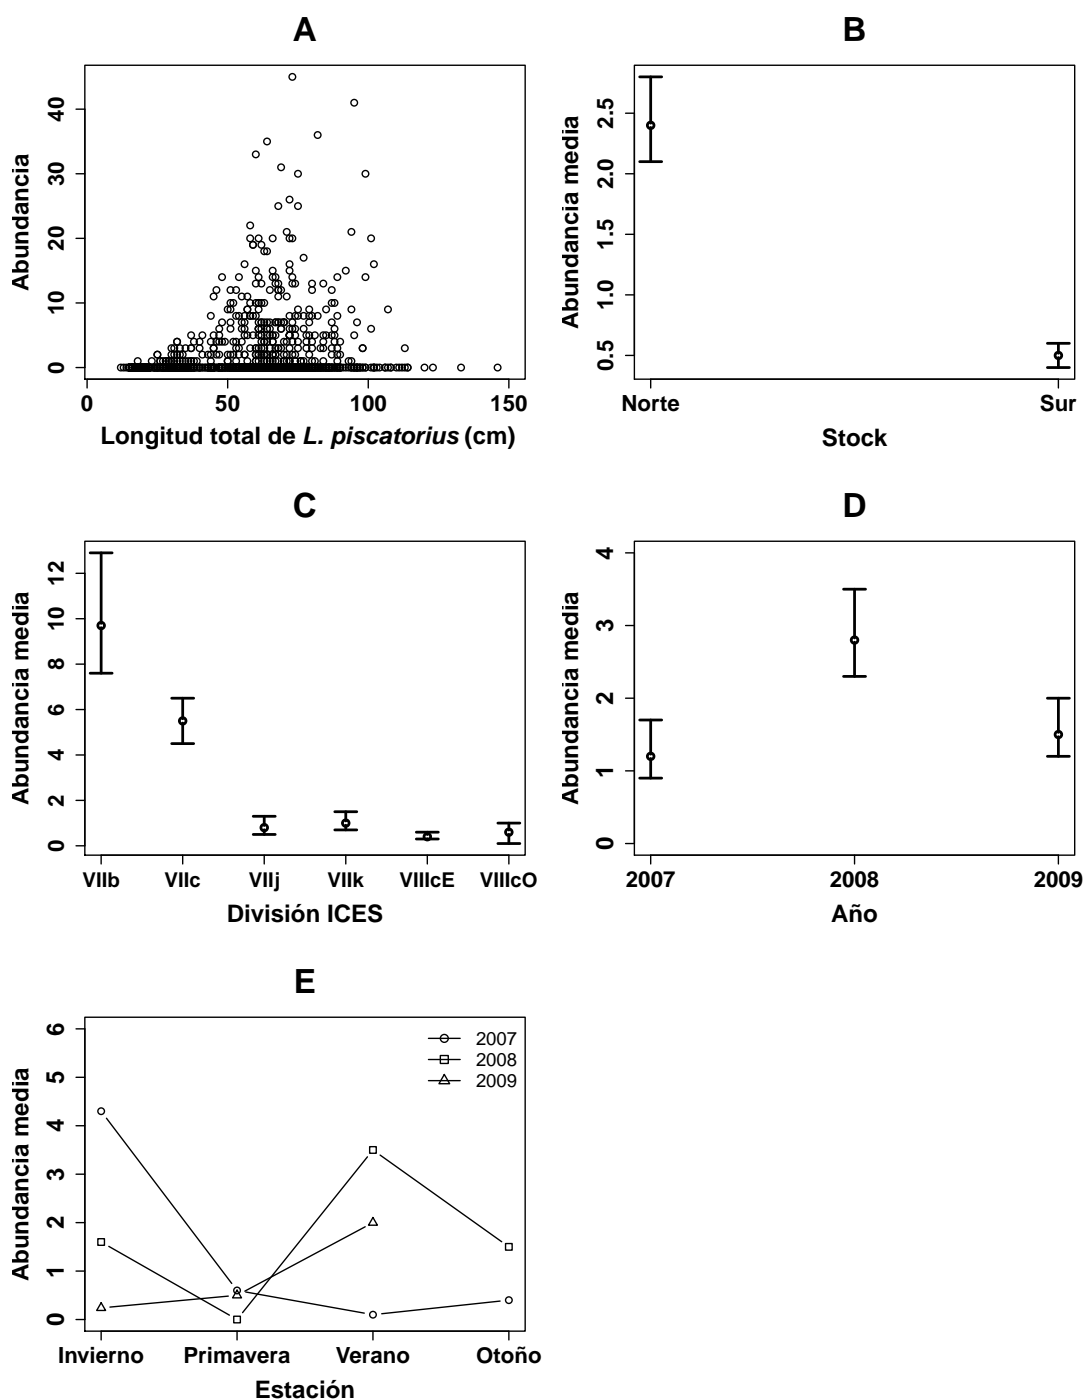 A
B
Abundancia
40
30
20
10
0
0
50
100
150
Longitud total de L. piscatorius (cm)
Abundancia media
2.5
2.0
1.5
1.0
0.5
Norte
Sur
Stock
C
D
Abundancia media
12
10
8
6
4
2
0
VIIb
VIIc
VIIj
VIIk
VIIIcE
VIIIcO
División ICES
Abundancia media
4
3
2
1
0
2007
2008
2009
Año
E
Abundancia media
6
5
4
3
2
1
0
2007
2008
2009
Invierno
Primavera
Verano
Otoño
Estación